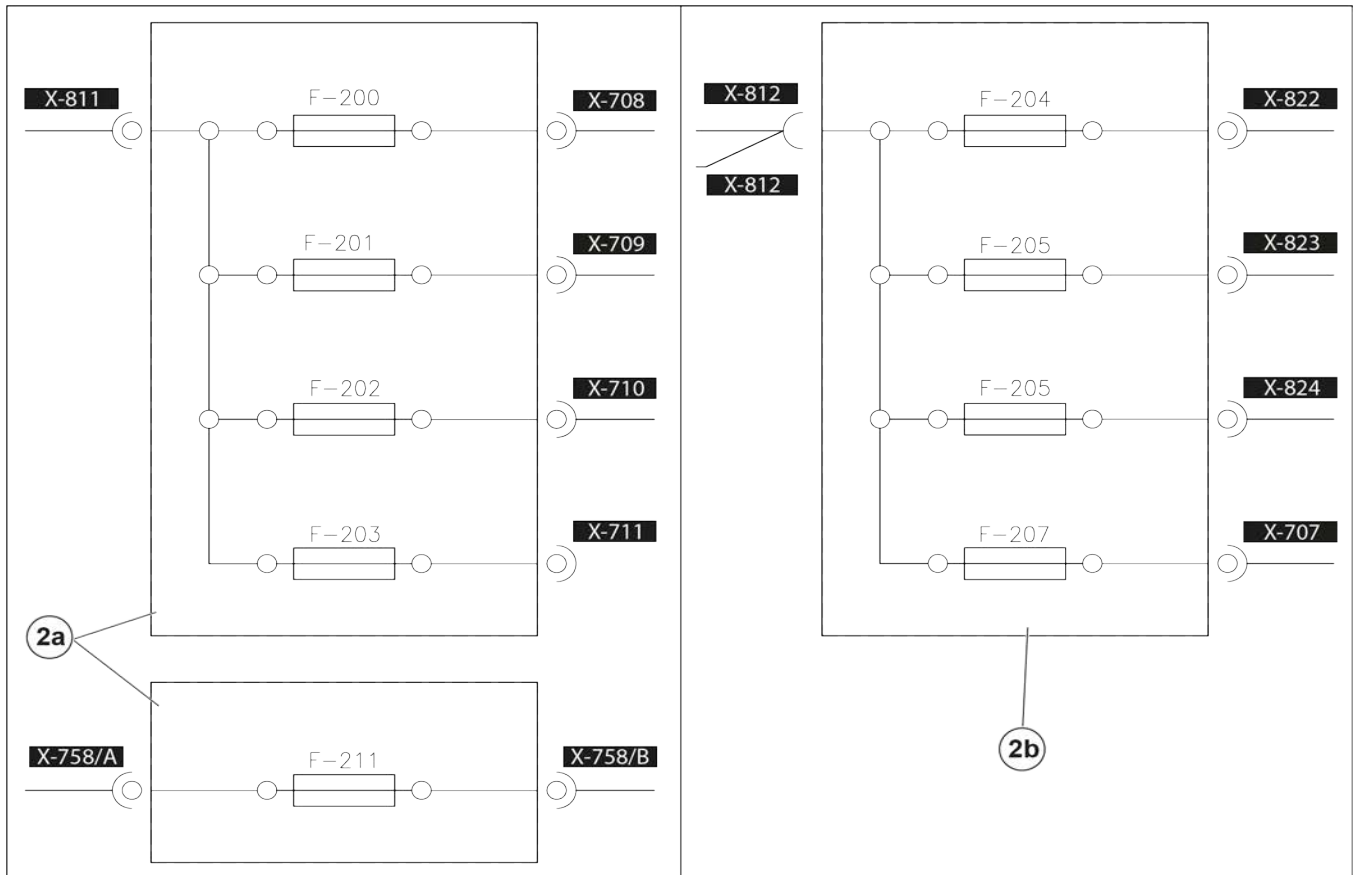 X-811
F-200
X-708
F-201
X-709
F-202
X-710
F-203
X-711
2a
X-758/A
F-211
X-758/B
X-812
X-812
F-204
X-822
F-205
X-823
F-205
X-824
F-207
X-707
2b